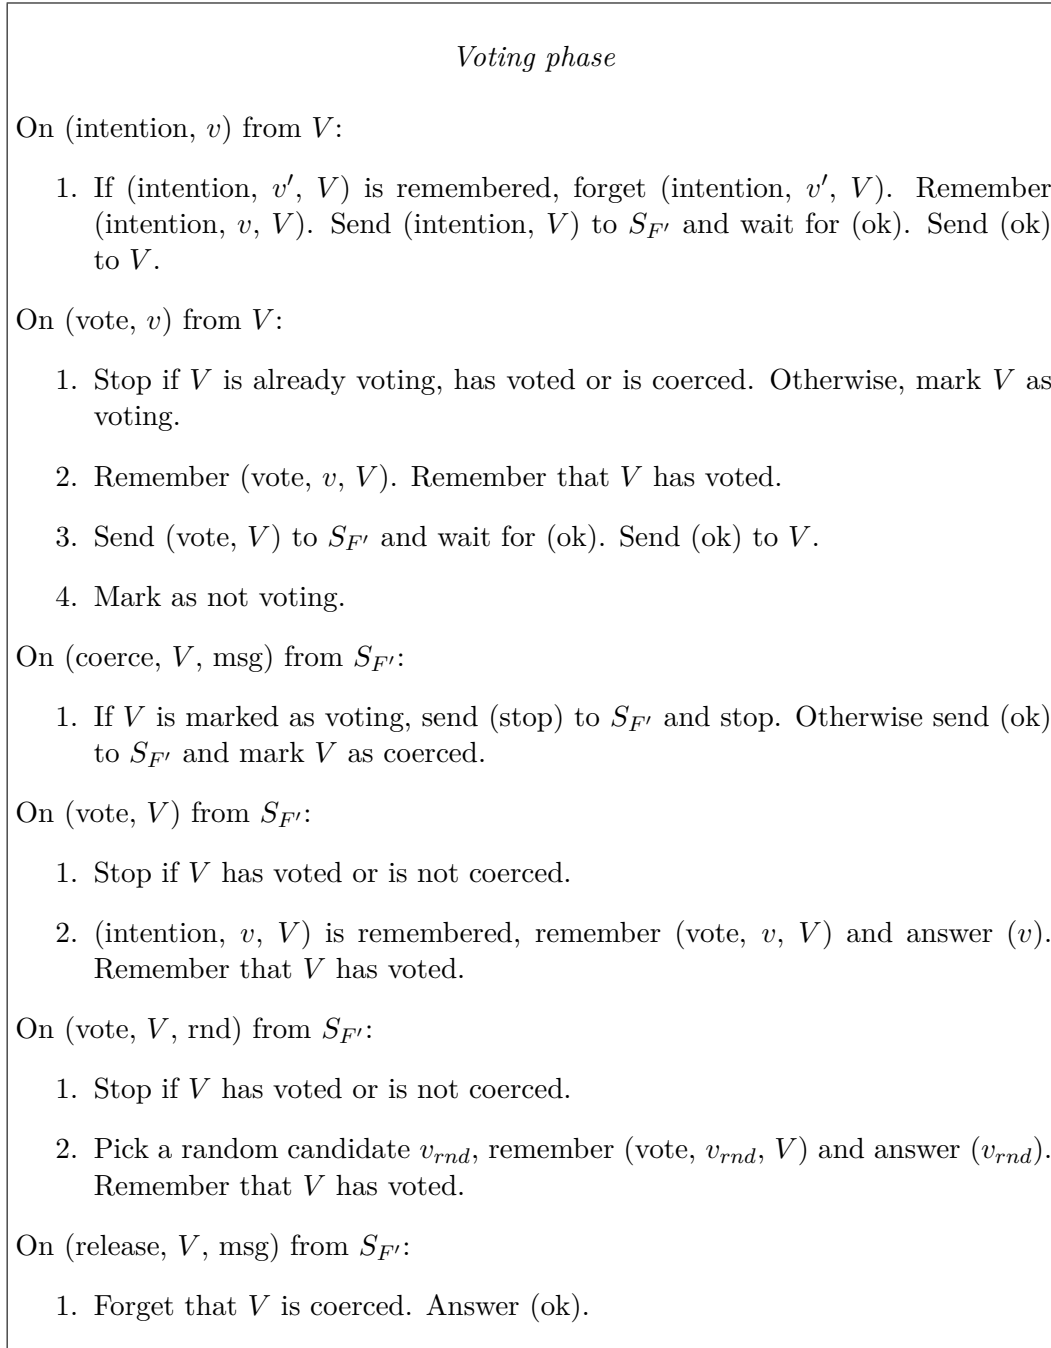 Voting phase
On (intention, v) from V:
1. If (intention, v′, V) is remembered, forget (intention, v′, V). Remember
(intention, v, V). Send (intention, V) to S_{F′} and wait for (ok). Send (ok)
to V.
On (vote, v) from V:
1. Stop if V is already voting, has voted or is coerced. Otherwise, mark V as
voting.
2. Remember (vote, v, V). Remember that V has voted.
3. Send (vote, V) to S_{F′} and wait for (ok). Send (ok) to V.
4. Mark as not voting.
On (coerce, V, msg) from S_{F′}:
1. If V is marked as voting, send (stop) to S_{F′} and stop. Otherwise send (ok)
to S_{F′} and mark V as coerced.
On (vote, V) from S_{F′}:
1. Stop if V has voted or is not coerced.
2. (intention, v, V) is remembered, remember (vote, v, V) and answer (v).
Remember that V has voted.
On (vote, V, rnd) from S_{F′}:
1. Stop if V has voted or is not coerced.
2. Pick a random candidate v_{rnd}, remember (vote, v_{rnd}, V) and answer (v_{rnd}).
Remember that V has voted.
On (release, V, msg) from S_{F′}:
1. Forget that V is coerced. Answer (ok).